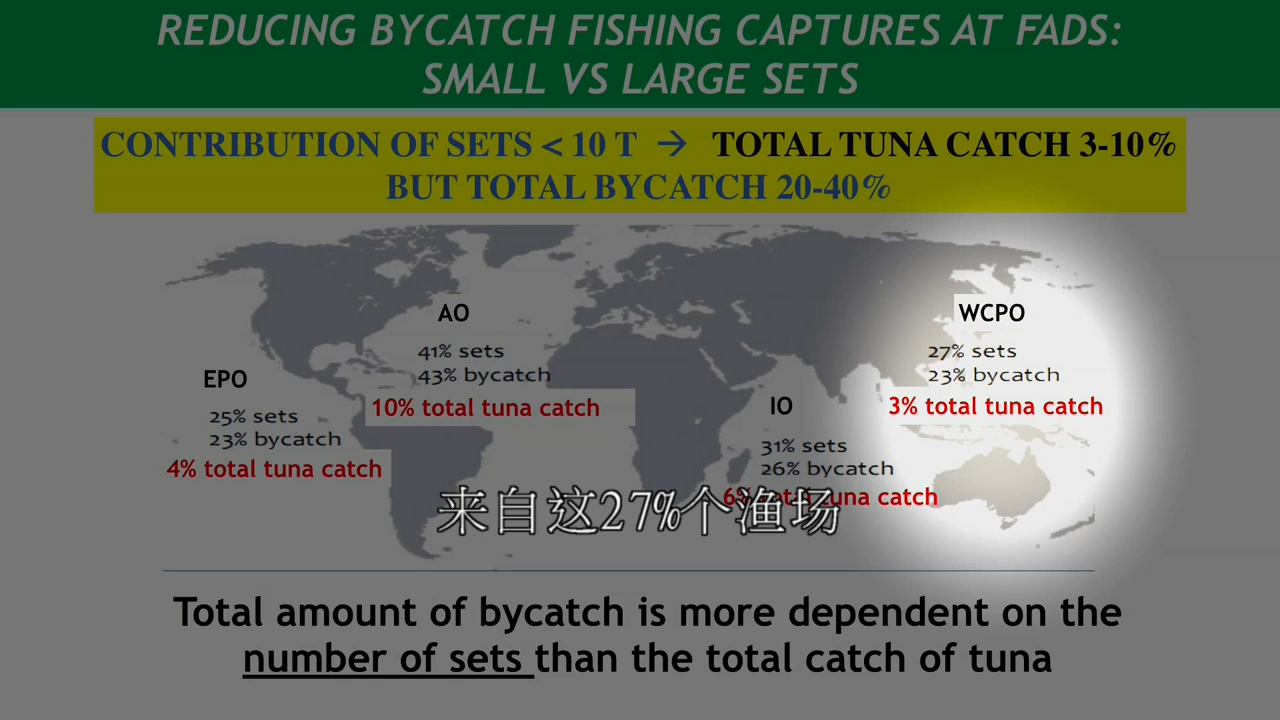 REDUCING BYCATCH FISHING CAPTURES AT FADS:
SMALL VS LARGE SETS
CONTRIBUTION OF SETS < 10 T → TOTAL TUNA CATCH 3-10%
BUT TOTAL BYCATCH 20-40%
AO
41% sets
43% bycatch
10% total tuna catch
WCPO
27% sets
23% bycatch
3% total tuna catch
EPO
25% sets
23% bycatch
4% total tuna catch
IO
31% sets
26% bycatch
6% total tuna catch
来自这27%个渔场
Total amount of bycatch is more dependent on the
number of sets than the total catch of tuna